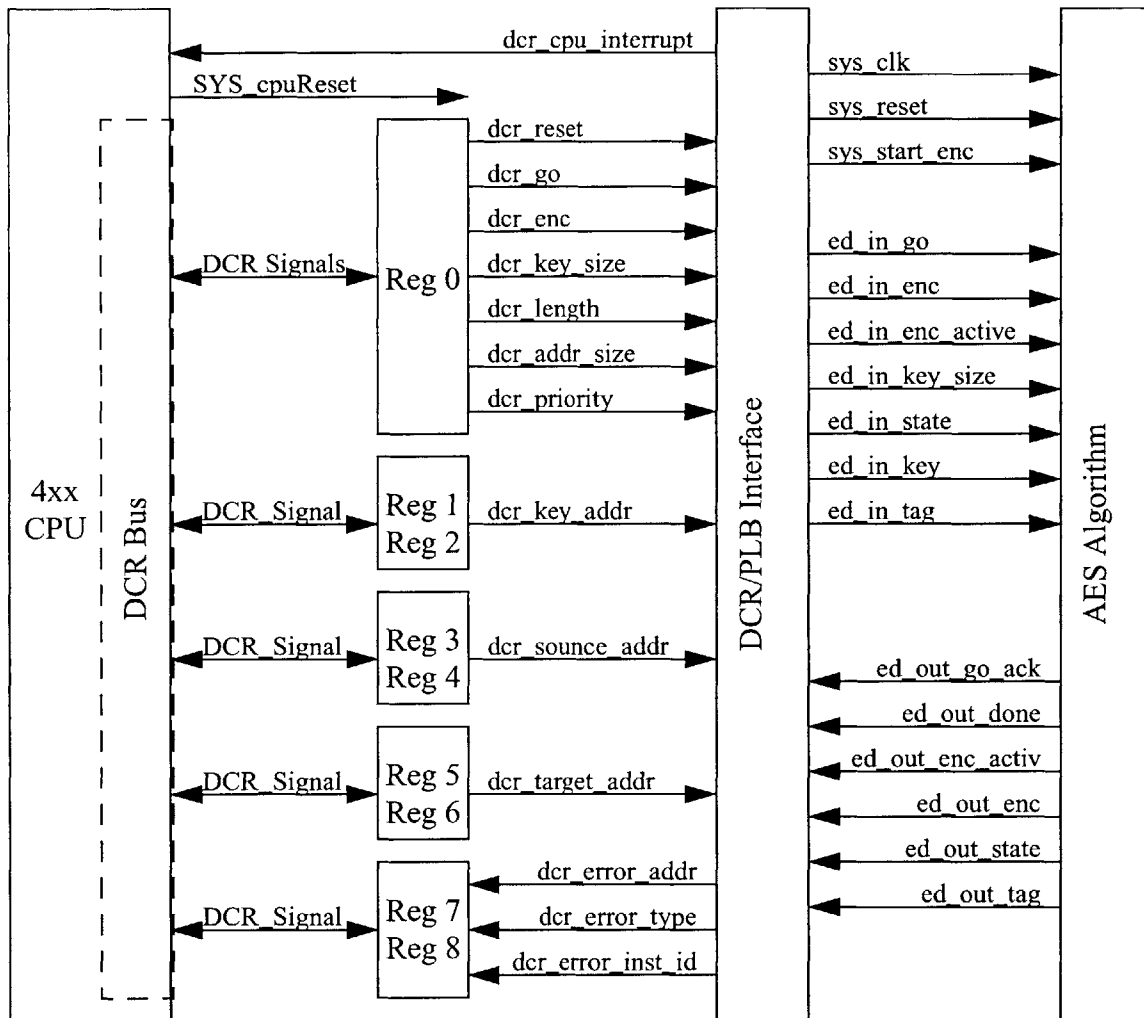 4xx
CPU
DCR Bus
dcr_cpu_interrupt
SYS_cpuReset
DCR Signals
Reg 0
dcr_reset
dcr_go
dcr_enc
dcr_key_size
dcr_length
dcr_addr_size
dcr_priority
DCR_Signal
Reg 1
Reg 2
dcr_key_addr
DCR_Signal
Reg 3
Reg 4
dcr_sounce_addr
DCR_Signal
Reg 5
Reg 6
dcr_target_addr
DCR_Signal
Reg 7
Reg 8
dcr_error_addr
dcr_error_type
dcr_error_inst_id
DCR/PLB Interface
sys_clk
sys_reset
sys_start_enc
ed_in_go
ed_in_enc
ed_in_enc_active
ed_in_key_size
ed_in_state
ed_in_key
ed_in_tag
ed_out_go_ack
ed_out_done
ed_out_enc_activ
ed_out_enc
ed_out_state
ed_out_tag
AES Algorithm